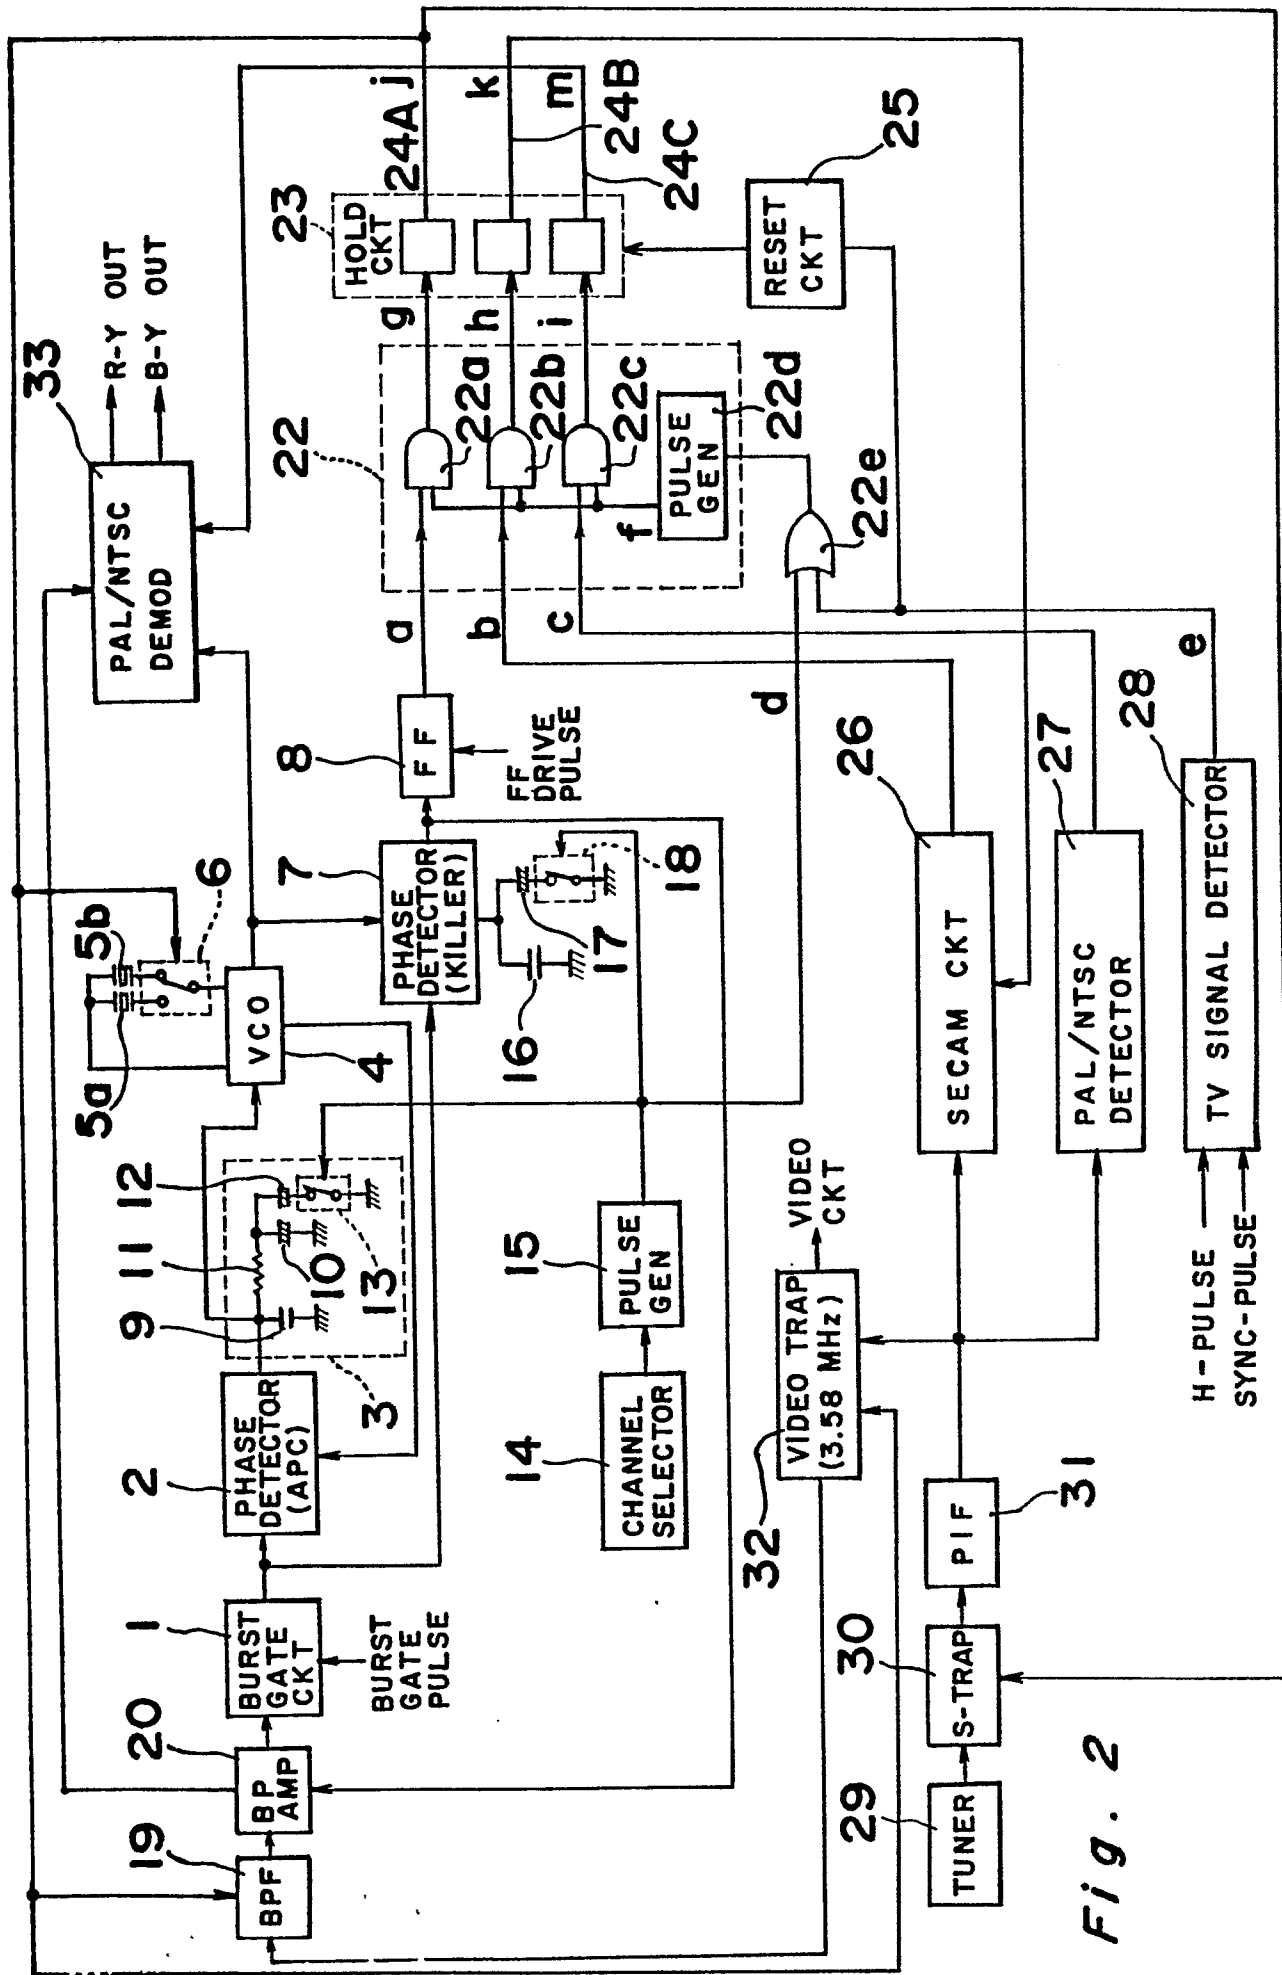 33
R-Y OUT
B-Y OUT
PAL/NTSC
DEMOD
23
HOLD
CKT
24A
j
k
m
24B
24C
25
RESET
CKT
g
h
i
22
22a
22b
22c
22d
PULSE
GEN
f
22e
a
b
c
d
e
8
FF
FF
DRIVE
PULSE
7
PHASE
DETECTOR
(KILLER)
16
17
18
5a
5b
6
VCO
4
9
11
12
10
13
3
2
PHASE
DETECTOR
(APC)
1
BURST
GATE
CKT
BURST
GATE
PULSE
20
BP
AMP
19
BPF
14
CHANNEL
SELECTOR
15
PULSE
GEN
32
VIDEO TRAP
(3.58 MHz)
VIDEO
CKT
26
SECAM CKT
27
PAL/NTSC
DETECTOR
28
TV SIGNAL DETECTOR
H-PULSE
SYNC-PULSE
29
TUNER
30
S-TRAP
31
PIF
Fig. 2